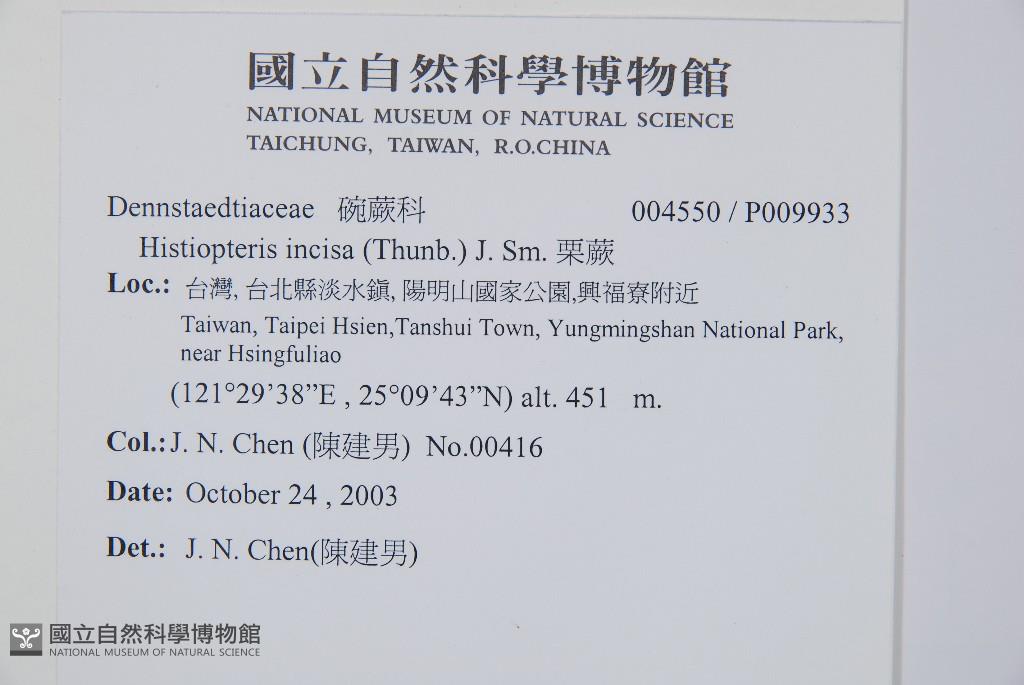 國立自然科學博物館
NATIONAL MUSEUM OF NATURAL SCIENCE
TAICHUNG, TAIWAN, R.O.CHINA
Dennstaedtiaceae 碗蕨科 004550 / P009933
Histiopteris incisa (Thunb.) J. Sm. 栗蕨
Loc.: 台灣, 台北縣淡水鎭, 陽明山國家公園,興福寮附近
Taiwan, Taipei Hsien,Tanshui Town, Yungmingshan National Park,
near Hsingfuliao
(121°29’38”E , 25°09’43”N) alt. 451 m.
Col.: J. N. Chen (陳建男) No.00416
Date: October 24 , 2003
Det.: J. N. Chen(陳建男)
國立自然科學博物館
NATIONAL MUSEUM OF NATURAL SCIENCE